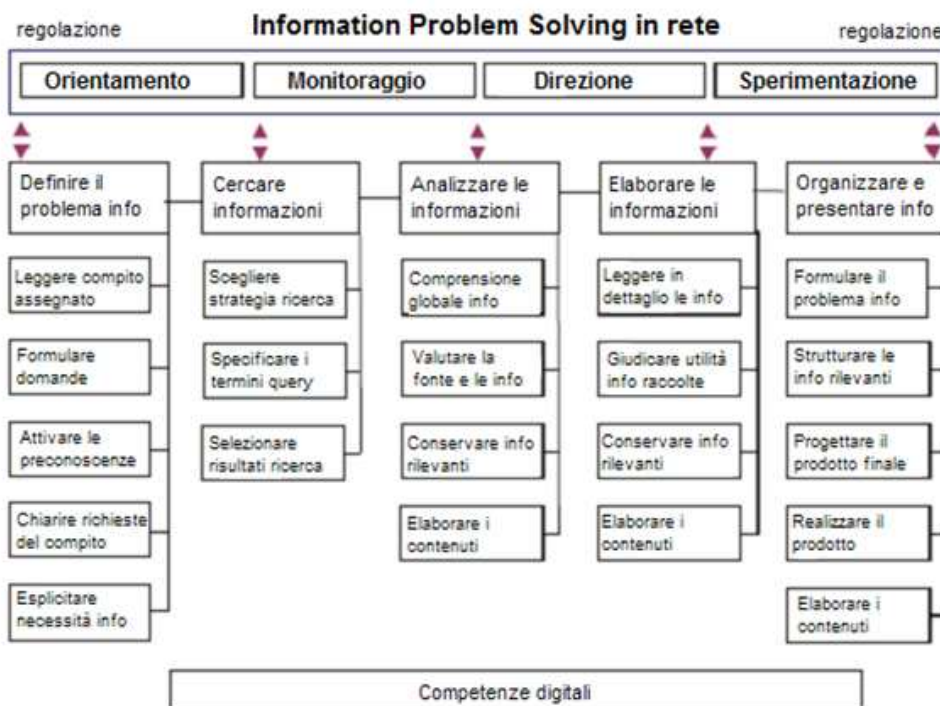 Information Problem Solving in rete
regolazione
regolazione
Orientamento
Monitoraggio
Direzione
Sperimentazione
Definire il
problema info
Leggere compito
assegnato
Formulare
domande
Attivare le
preconoscenze
Chiarire richieste
del compito
Esplicitare
necessità info
Cercare
informazioni
Scegliere
strategia ricerca
Specificare i
termini query
Selezionare
risultati ricerca
Analizzare le
informazioni
Comprensione
globale info
Valutare la
fonte e le info
Conservare info
rilevanti
Elaborare i
contenuti
Elaborare le
informazioni
Leggere in
dettaglio le info
Giudicare utilità
info raccolte
Conservare info
rilevanti
Elaborare i
contenuti
Organizzare e
presentare info
Formulare il
problema info
Strutturare le
info rilevanti
Progettare il
prodotto finale
Realizzare il
prodotto
Elaborare i
contenuti
Competenze digitali